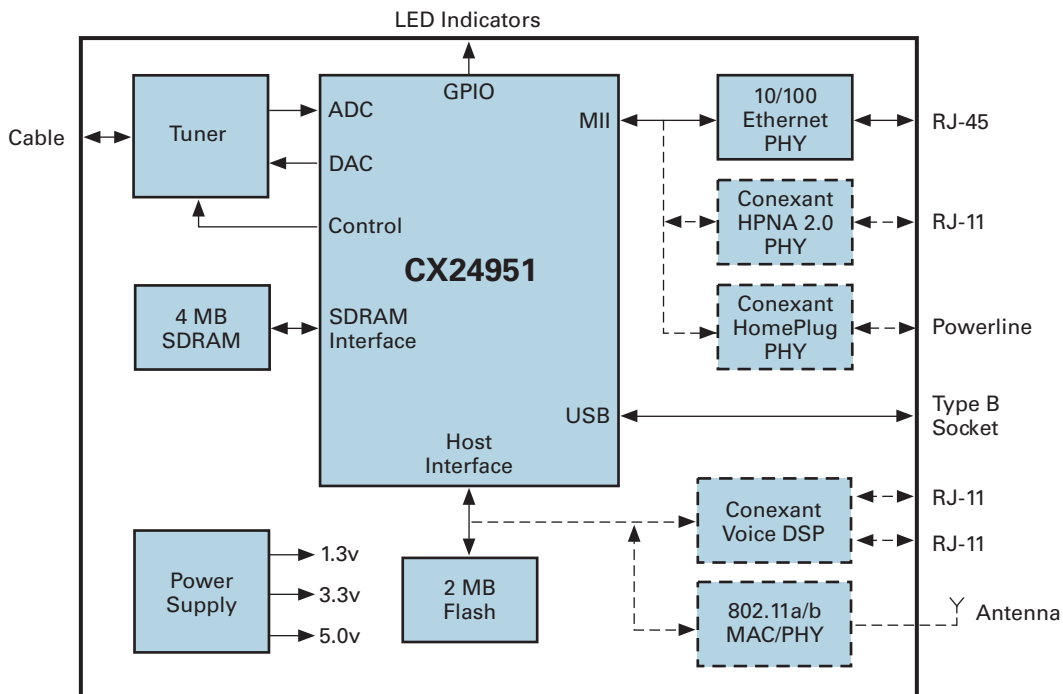 LED Indicators
GPIO
Cable
Tuner
ADC
DAC
Control
CX24951
MII
10/100
Ethernet
PHY
RJ-45
Conexant
HPNA 2.0
PHY
RJ-11
4 MB
SDRAM
SDRAM
Interface
Conexant
HomePlug
PHY
Powerline
USB
Type B
Socket
Host
Interface
Conexant
Voice DSP
RJ-11
RJ-11
Power
Supply
1.3v
3.3v
5.0v
2 MB
Flash
802.11a/b
MAC/PHY
Antenna